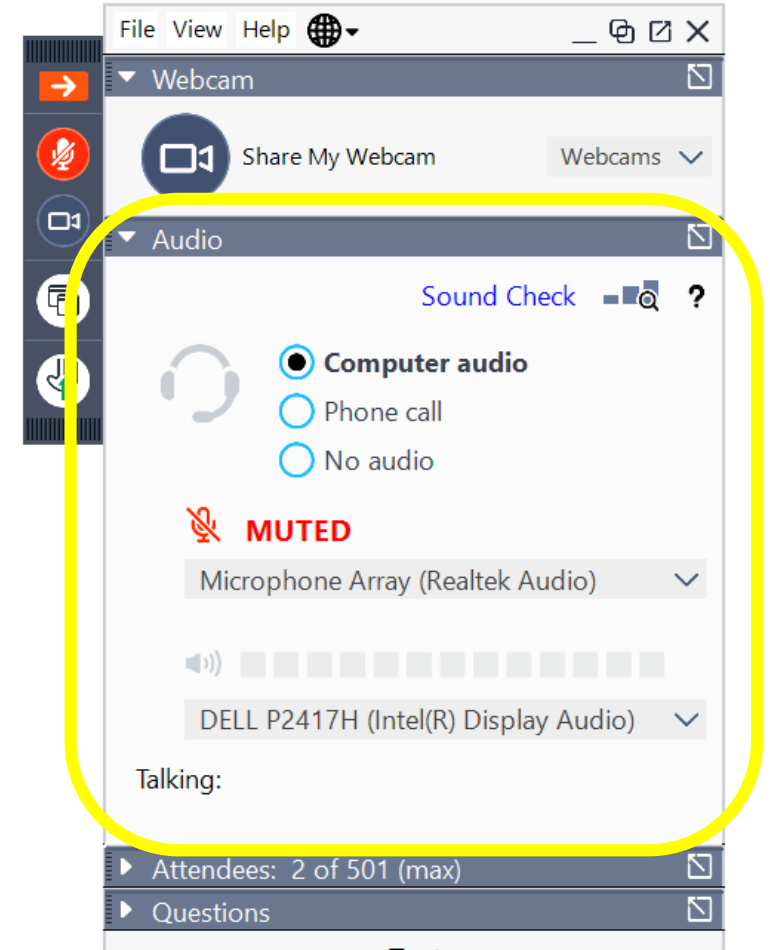 File View Help
Webcam
Share My Webcam Webcams
Audio
Sound Check ?
Computer audio
Phone call
No audio
MUTED
Microphone Array (Realtek Audio)
DELL P2417H (Intel(R) Display Audio)
Talking:
Attendees: 2 of 501 (max)
Questions